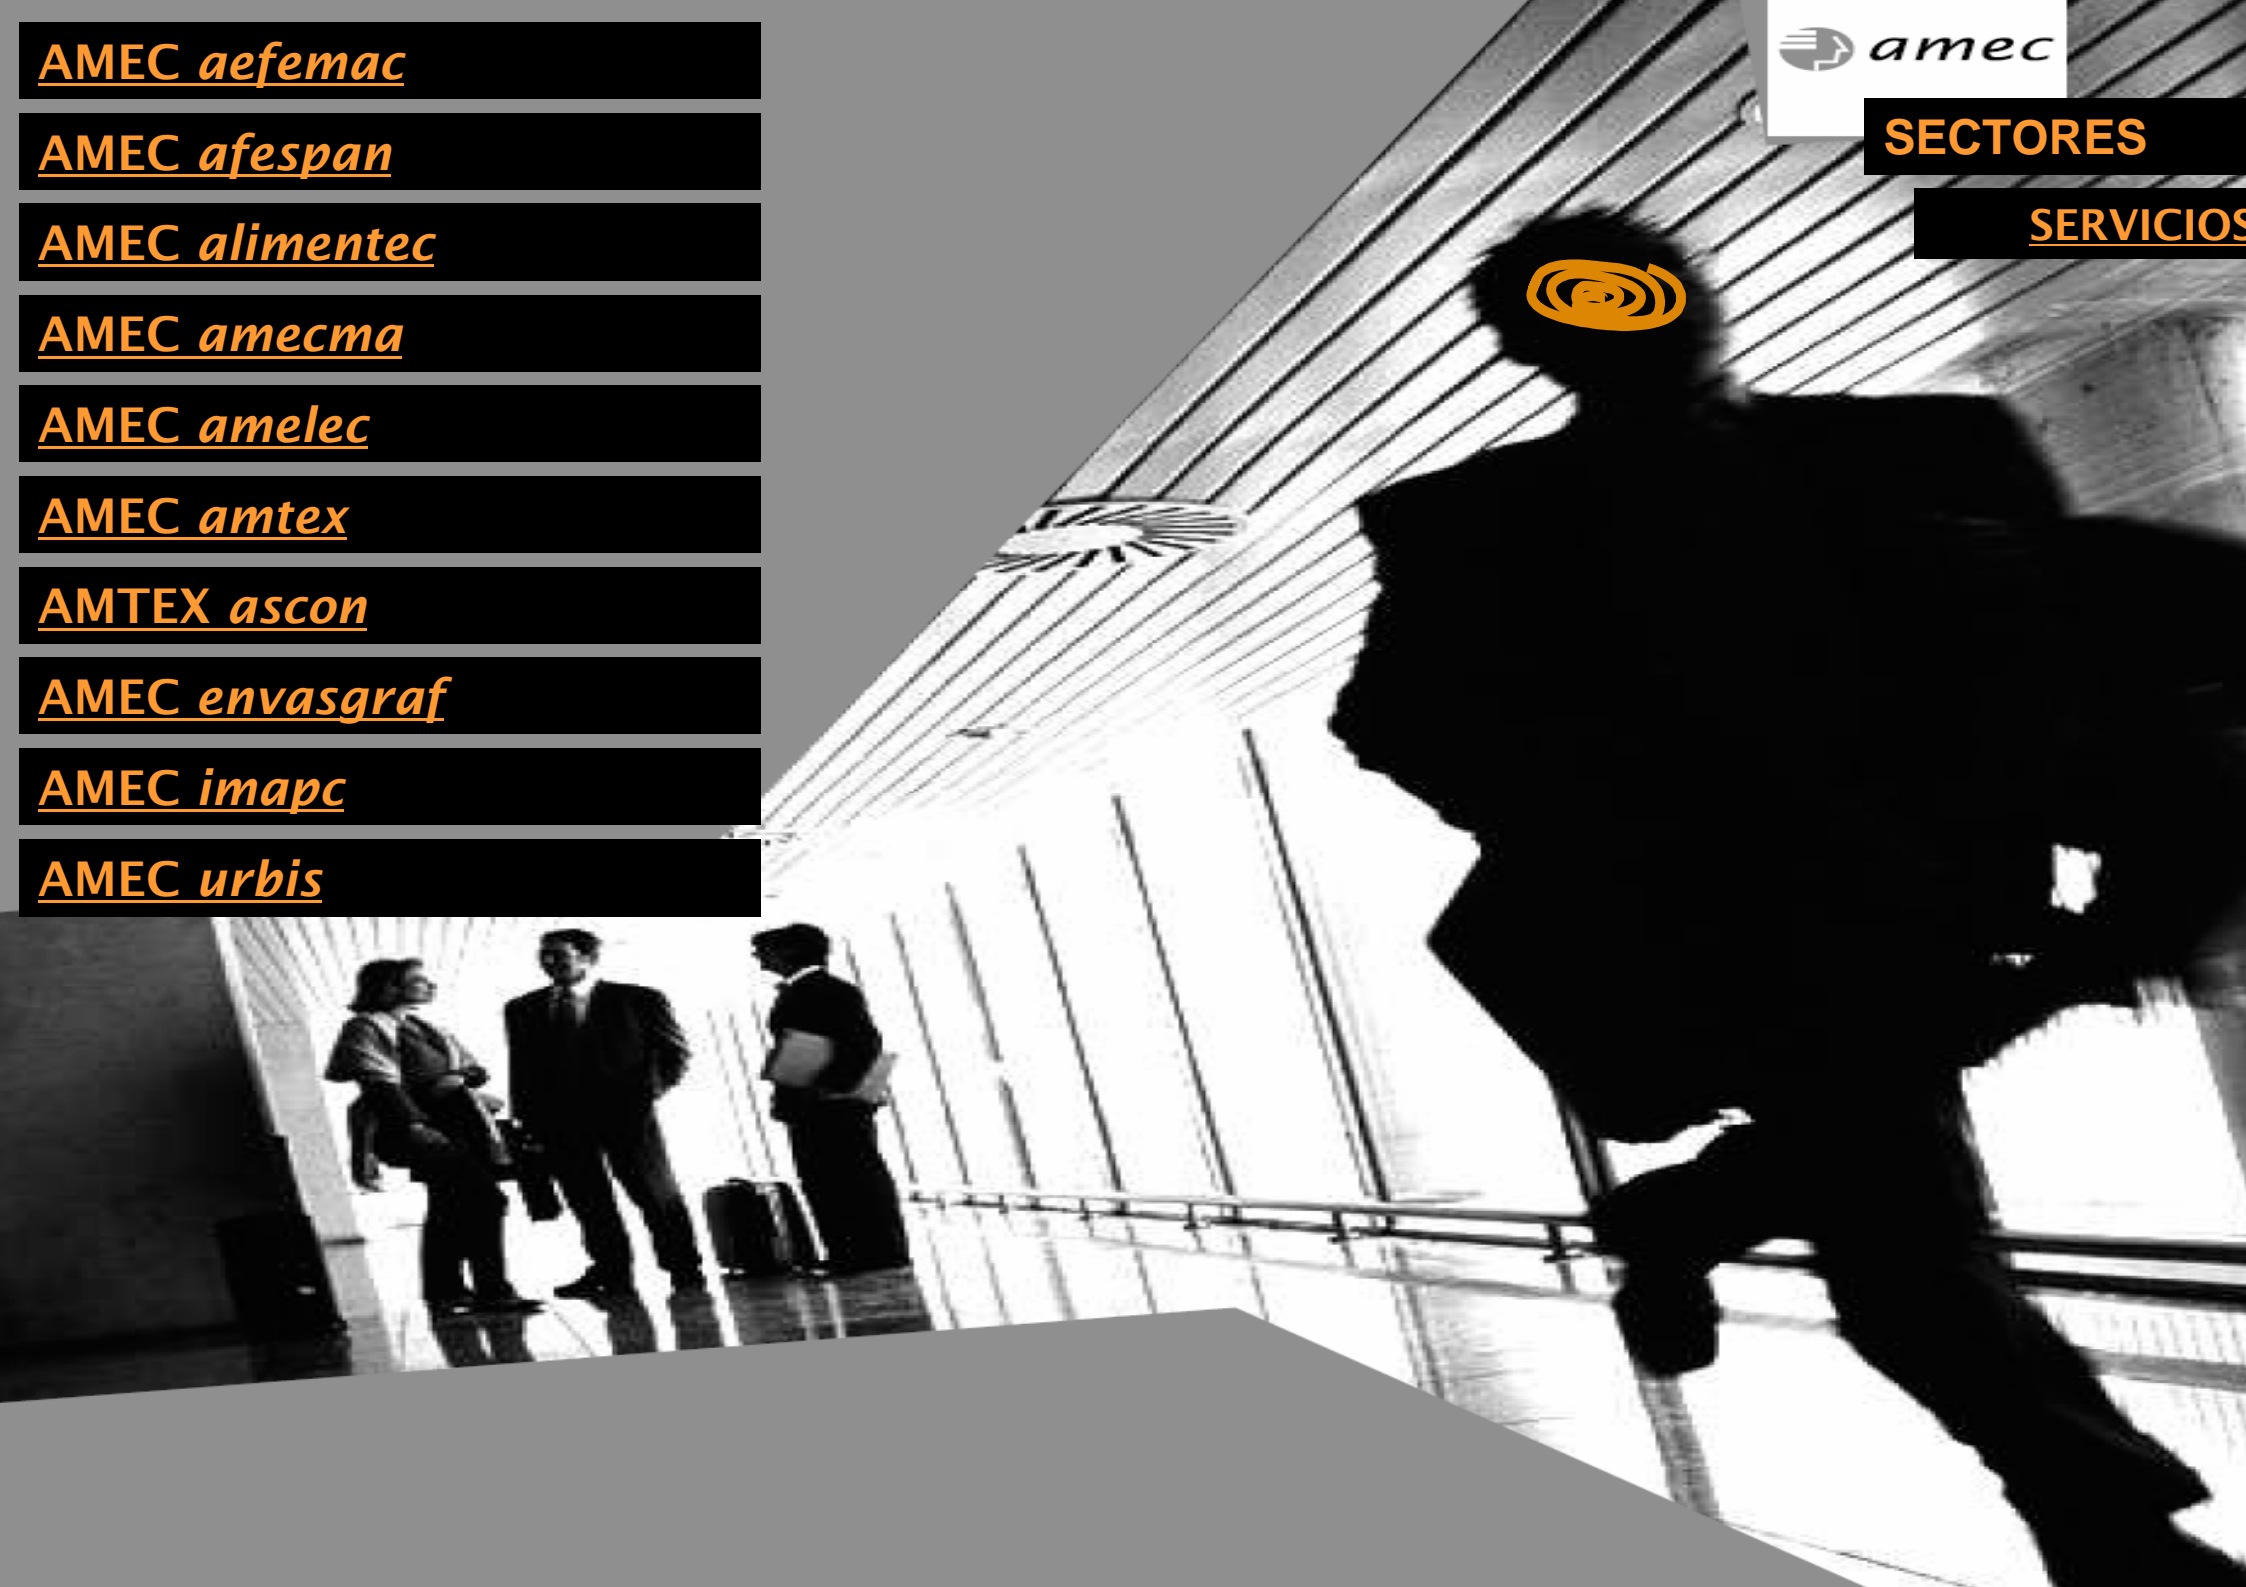 AMEC aefemac
AMEC afespan
AMEC alimentec
AMEC amecma
AMEC amelec
AMEC amtex
AMTEX ascon
AMEC envasgraf
AMEC imapc
AMEC urbis
amec
SECTORES
SERVICIOS